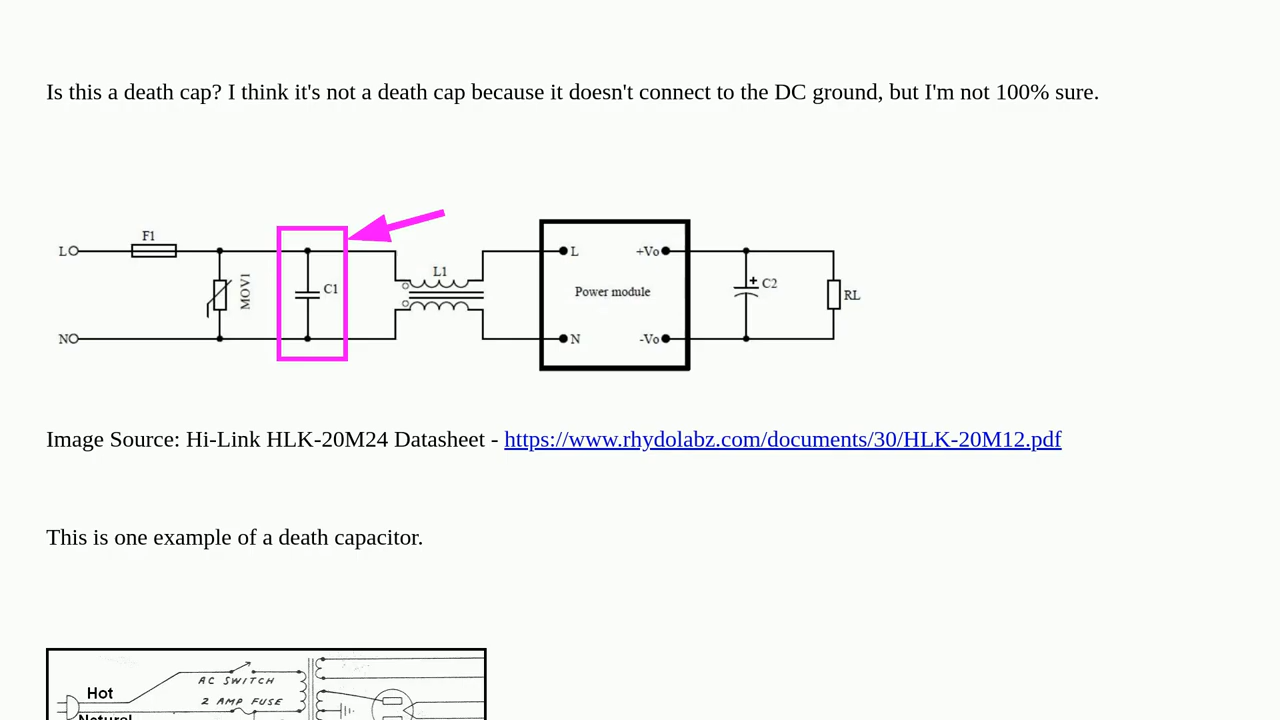 Is this a death cap? I think it's not a death cap because it doesn't connect to the DC ground, but I'm not 100% sure.
F1
L
L
+Vo
L1
MOV1
C1
+
C2
Power module
RL
N
N
-Vo
Image Source: Hi-Link HLK-20M24 Datasheet - https://www.rhydolabz.com/documents/30/HLK-20M12.pdf
This is one example of a death capacitor.
AC SWITCH
Hot
2 AMP FUSE
Natural